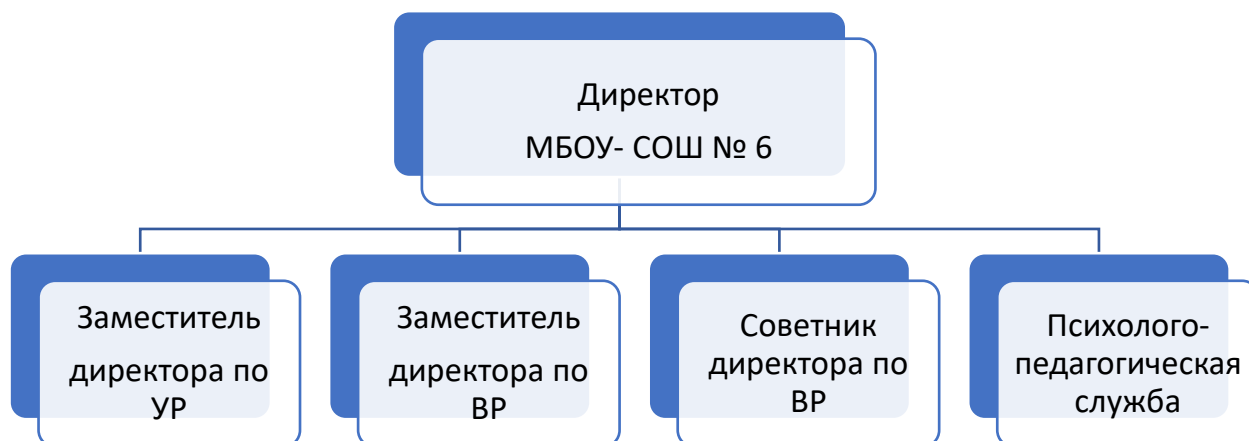 Директор
МБОУ- СОШ № 6
Заместитель
директора по
УР
Заместитель
директора по
ВР
Советник
директора по
ВР
Психолого-
педагогическая
служба